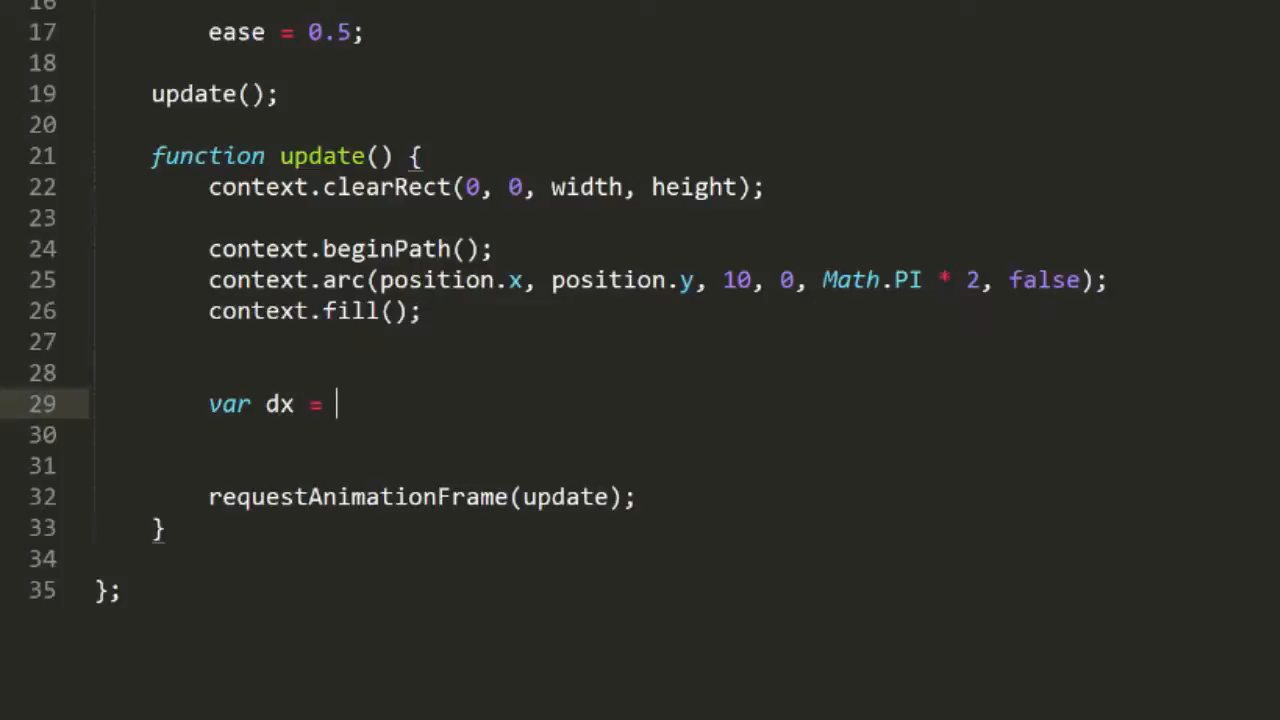 16
17 ease = 0.5;
18
19 update();
20
21 function update() {
22 context.clearRect(0, 0, width, height);
23
24 context.beginPath();
25 context.arc(position.x, position.y, 10, 0, Math.PI * 2, false);
26 context.fill();
27
28
29 var dx =
30
31
32 requestAnimationFrame(update);
33 }
34
35 };